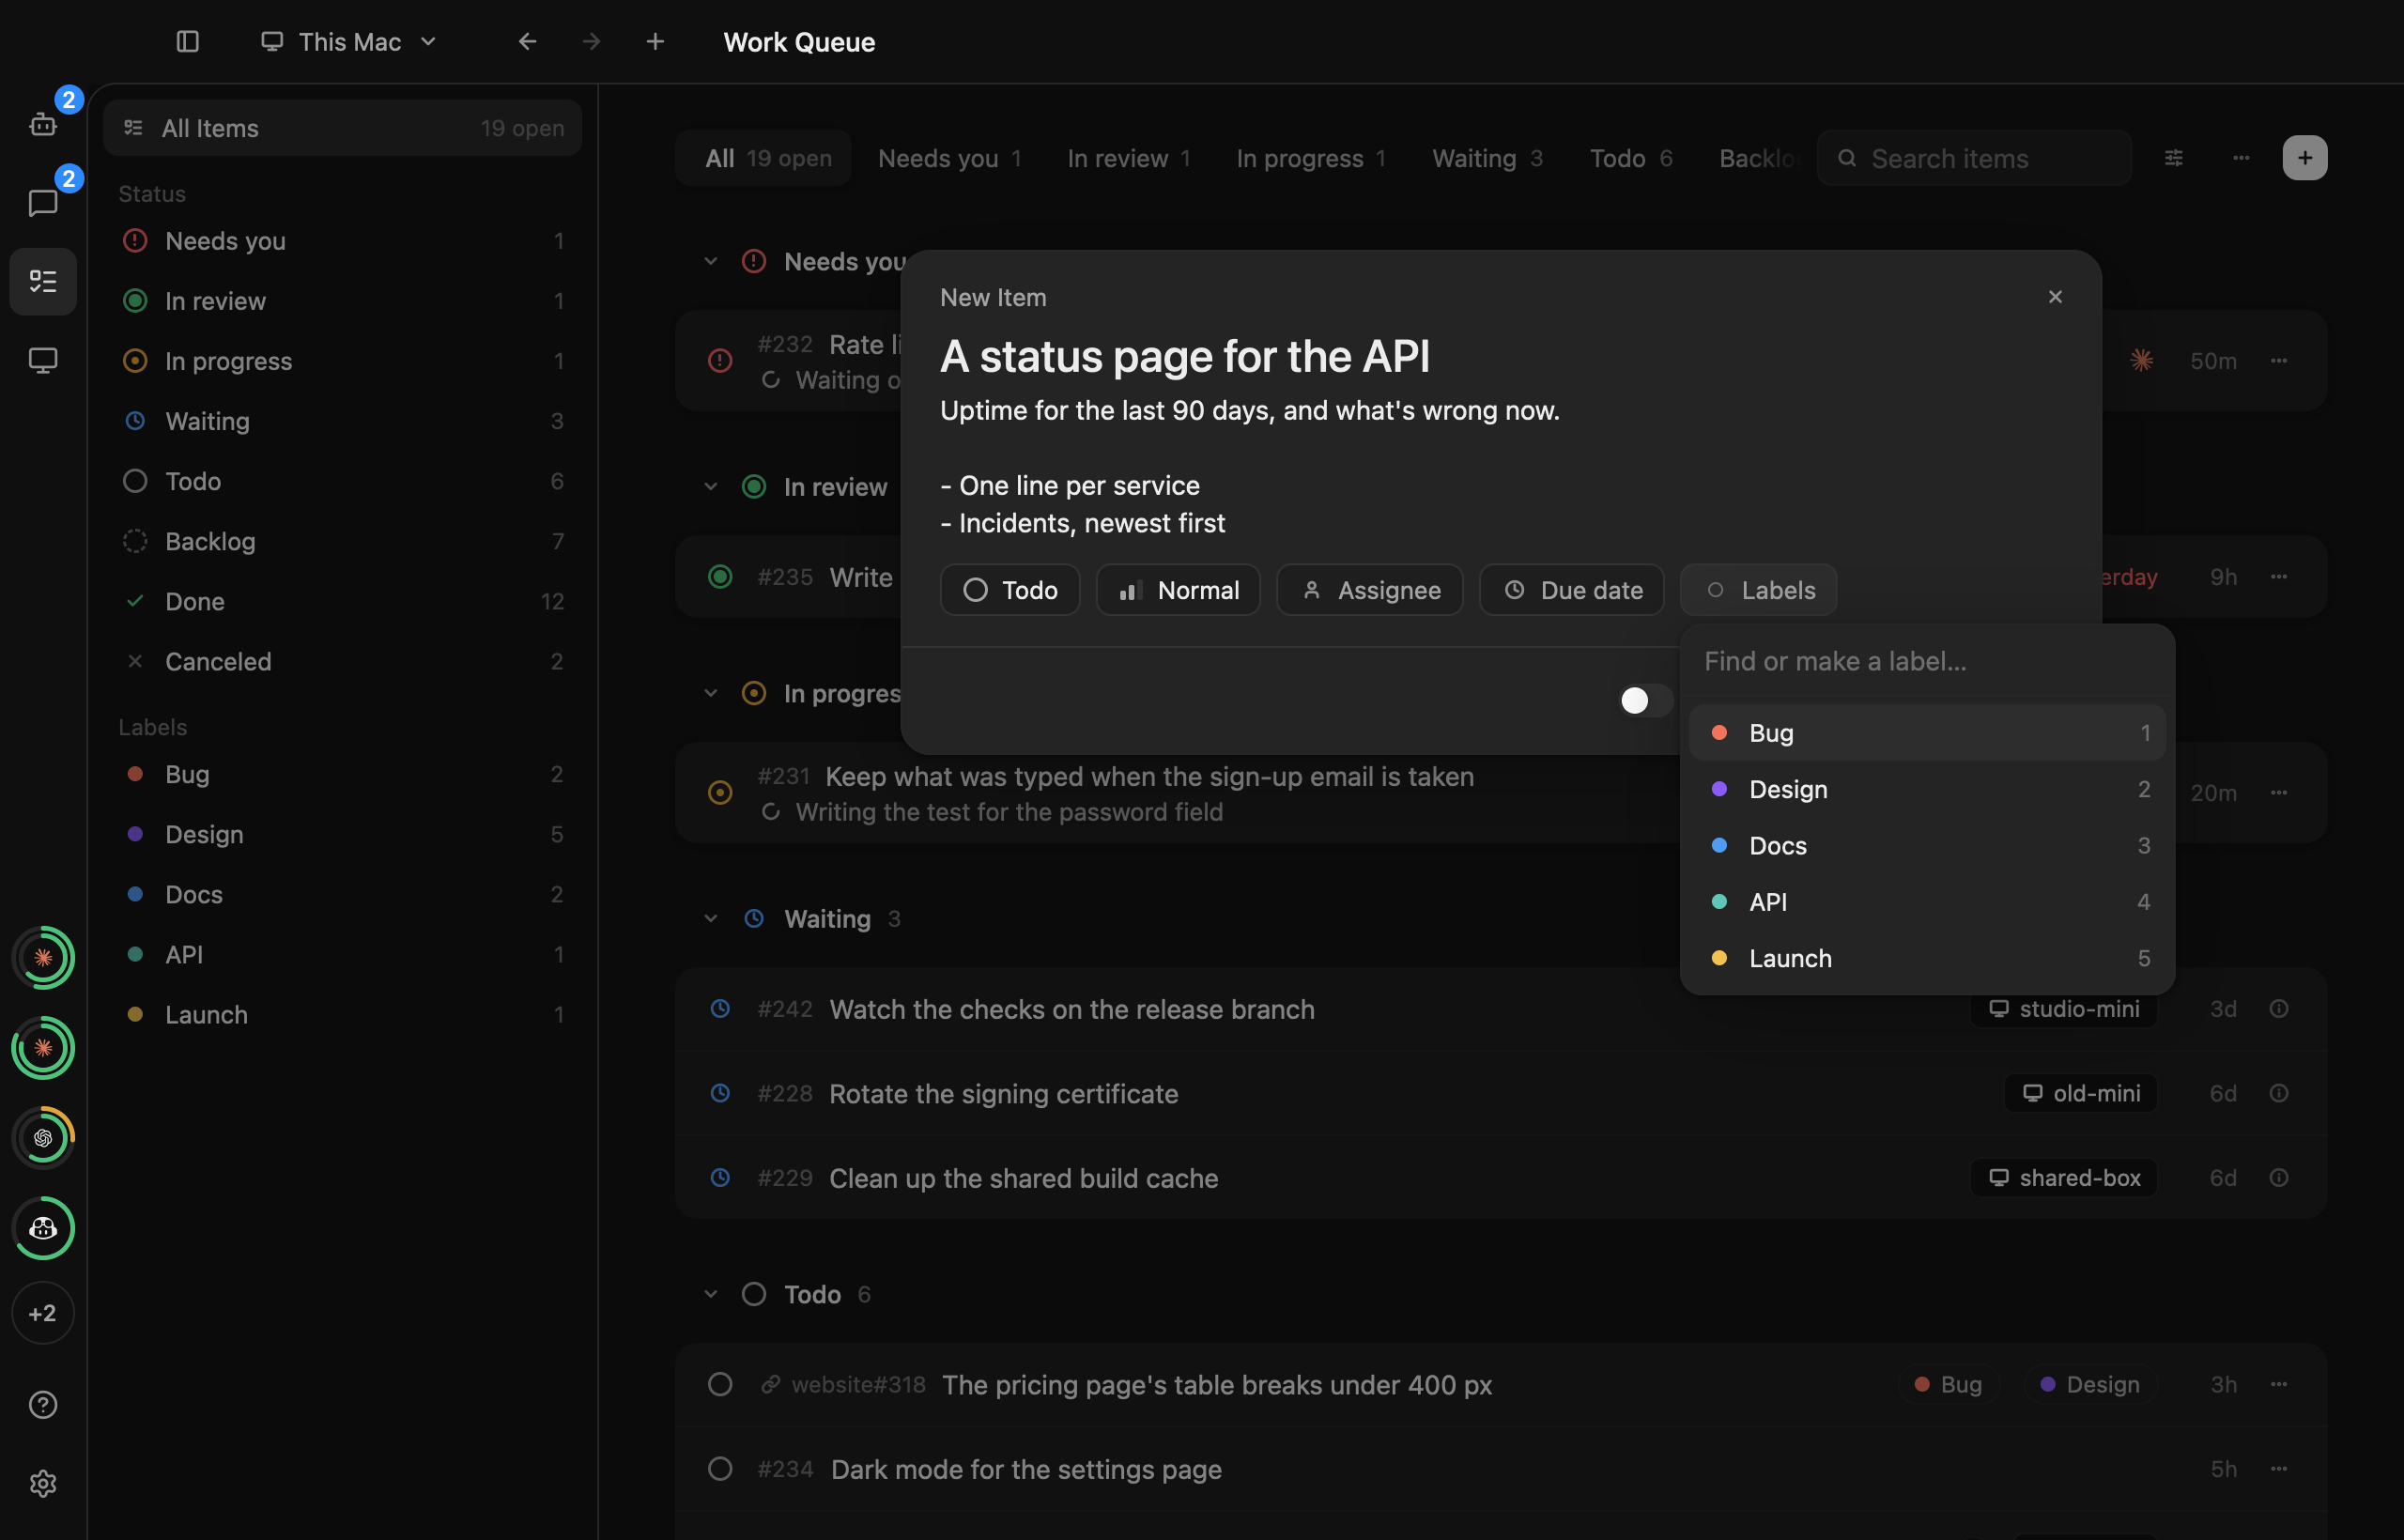 This Mac
Work Queue
2
2
All Items 19 open
Status
Needs you 1
In review 1
In progress 1
Waiting 3
Todo 6
Backlog 7
Done 12
Canceled 2
Labels
Bug 2
Design 5
Docs 2
API 1
Launch 1
+2
All 19 open Needs you 1 In review 1 In progress 1 Waiting 3 Todo 6 Backlo
Search items
Needs you
#232 Rate li
Waiting o
50m
In review
#235 Write
erday 9h
In progres
#231 Keep what was typed when the sign-up email is taken
Writing the test for the password field
20m
Waiting 3
#242 Watch the checks on the release branch studio-mini 3d
#228 Rotate the signing certificate old-mini 6d
#229 Clean up the shared build cache shared-box 6d
Todo 6
website#318 The pricing page's table breaks under 400 px Bug Design 3h
#234 Dark mode for the settings page 5h
New Item
A status page for the API
Uptime for the last 90 days, and what's wrong now.
- One line per service
- Incidents, newest first
Todo Normal Assignee Due date Labels
Find or make a label...
Bug 1
Design 2
Docs 3
API 4
Launch 5